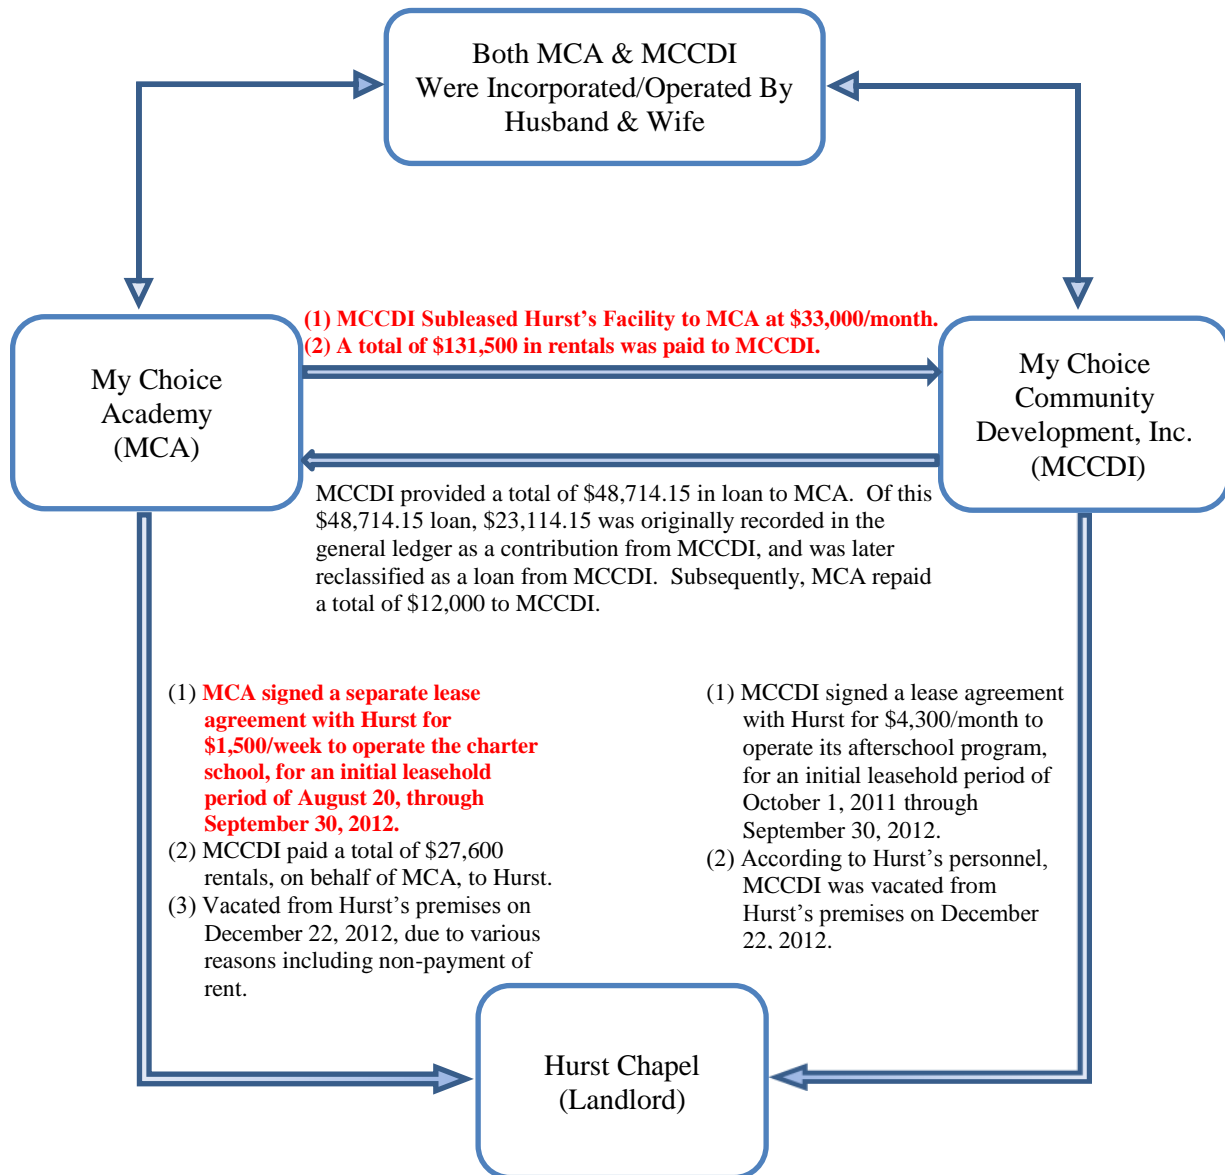 Both MCA & MCCDI
Were Incorporated/Operated By
Husband & Wife
(1) MCCDI Subleased Hurst’s Facility to MCA at $33,000/month.
(2) A total of $131,500 in rentals was paid to MCCDI.
My Choice
Academy
(MCA)
My Choice
Community
Development, Inc.
(MCCDI)
MCCDI provided a total of $48,714.15 in loan to MCA.  Of this
$48,714.15 loan, $23,114.15 was originally recorded in the
general ledger as a contribution from MCCDI, and was later
reclassified as a loan from MCCDI.  Subsequently, MCA repaid
a total of $12,000 to MCCDI.
(1) MCA signed a separate lease
agreement with Hurst for
$1,500/week to operate the charter
school, for an initial leasehold
period of August 20, through
September 30, 2012.
(2) MCCDI paid a total of $27,600
rentals, on behalf of MCA, to Hurst.
(3) Vacated from Hurst’s premises on
December 22, 2012, due to various
reasons including non-payment of
rent.
(1) MCCDI signed a lease agreement
with Hurst for $4,300/month to
operate its afterschool program,
for an initial leasehold period of
October 1, 2011 through
September 30, 2012.
(2) According to Hurst’s personnel,
MCCDI was vacated from
Hurst’s premises on December
22, 2012.
Hurst Chapel
(Landlord)